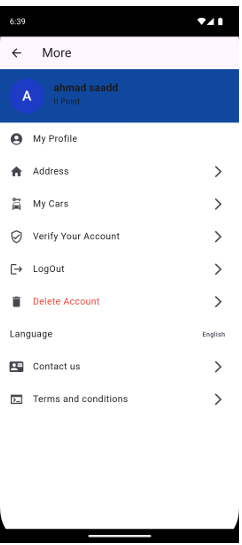 6:39
More
A
ahmad saadd
0 Point
My Profile
Address
My Cars
Verify Your Account
LogOut
Delete Account
Language English
Contact us
Terms and conditions